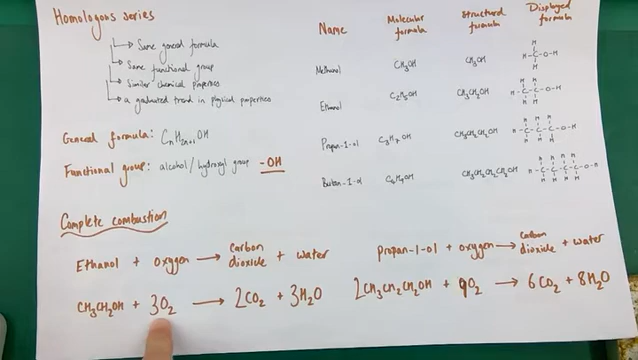 Homologous series
Same general formula
Same functional group
Similar chemical properties
a graduated trend in physical properties
General formula: CnH2n+1OH
Functional group: alcohol/hydroxyl group -OH
Name Molecular formula Structural formula Displayed formula
Methanol CH₃OH CH₃OH
Ethanol C₂H₅OH CH₃CH₂OH
Propan-1-ol C₃H₇OH CH₃CH₂CH₂OH
Butan-1-ol C₄H₉OH CH₃CH₂CH₂CH₂OH
Complete combustion
Ethanol + oxygen → carbon dioxide + water
CH₃CH₂OH + 3O₂ → 2CO₂ + 3H₂O
propan-1-ol + oxygen → carbon dioxide + water
2CH₃CH₂CH₂OH + 9O₂ → 6CO₂ + 8H₂O